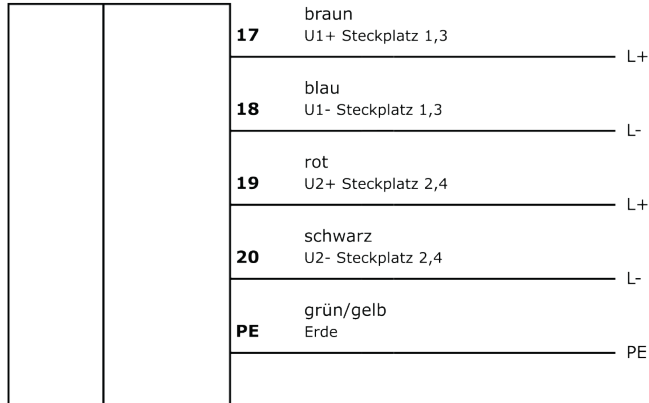 braun
17 U1+ Steckplatz 1,3
L+
blau
18 U1- Steckplatz 1,3
L-
rot
19 U2+ Steckplatz 2,4
L+
schwarz
20 U2- Steckplatz 2,4
L-
grün/gelb
PE Erde
PE